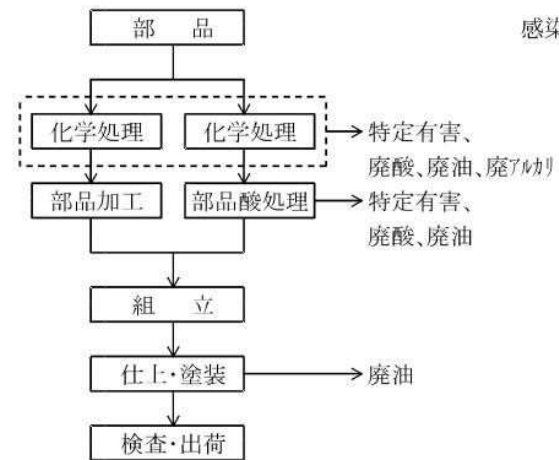 部 品
感染
化学処理 化学処理
特定有害、
廃酸、廃油、廃アルカリ
部品加工 部品酸処理
特定有害、
廃酸、廃油
組 立
仕上・塗装
廃油
検査・出荷